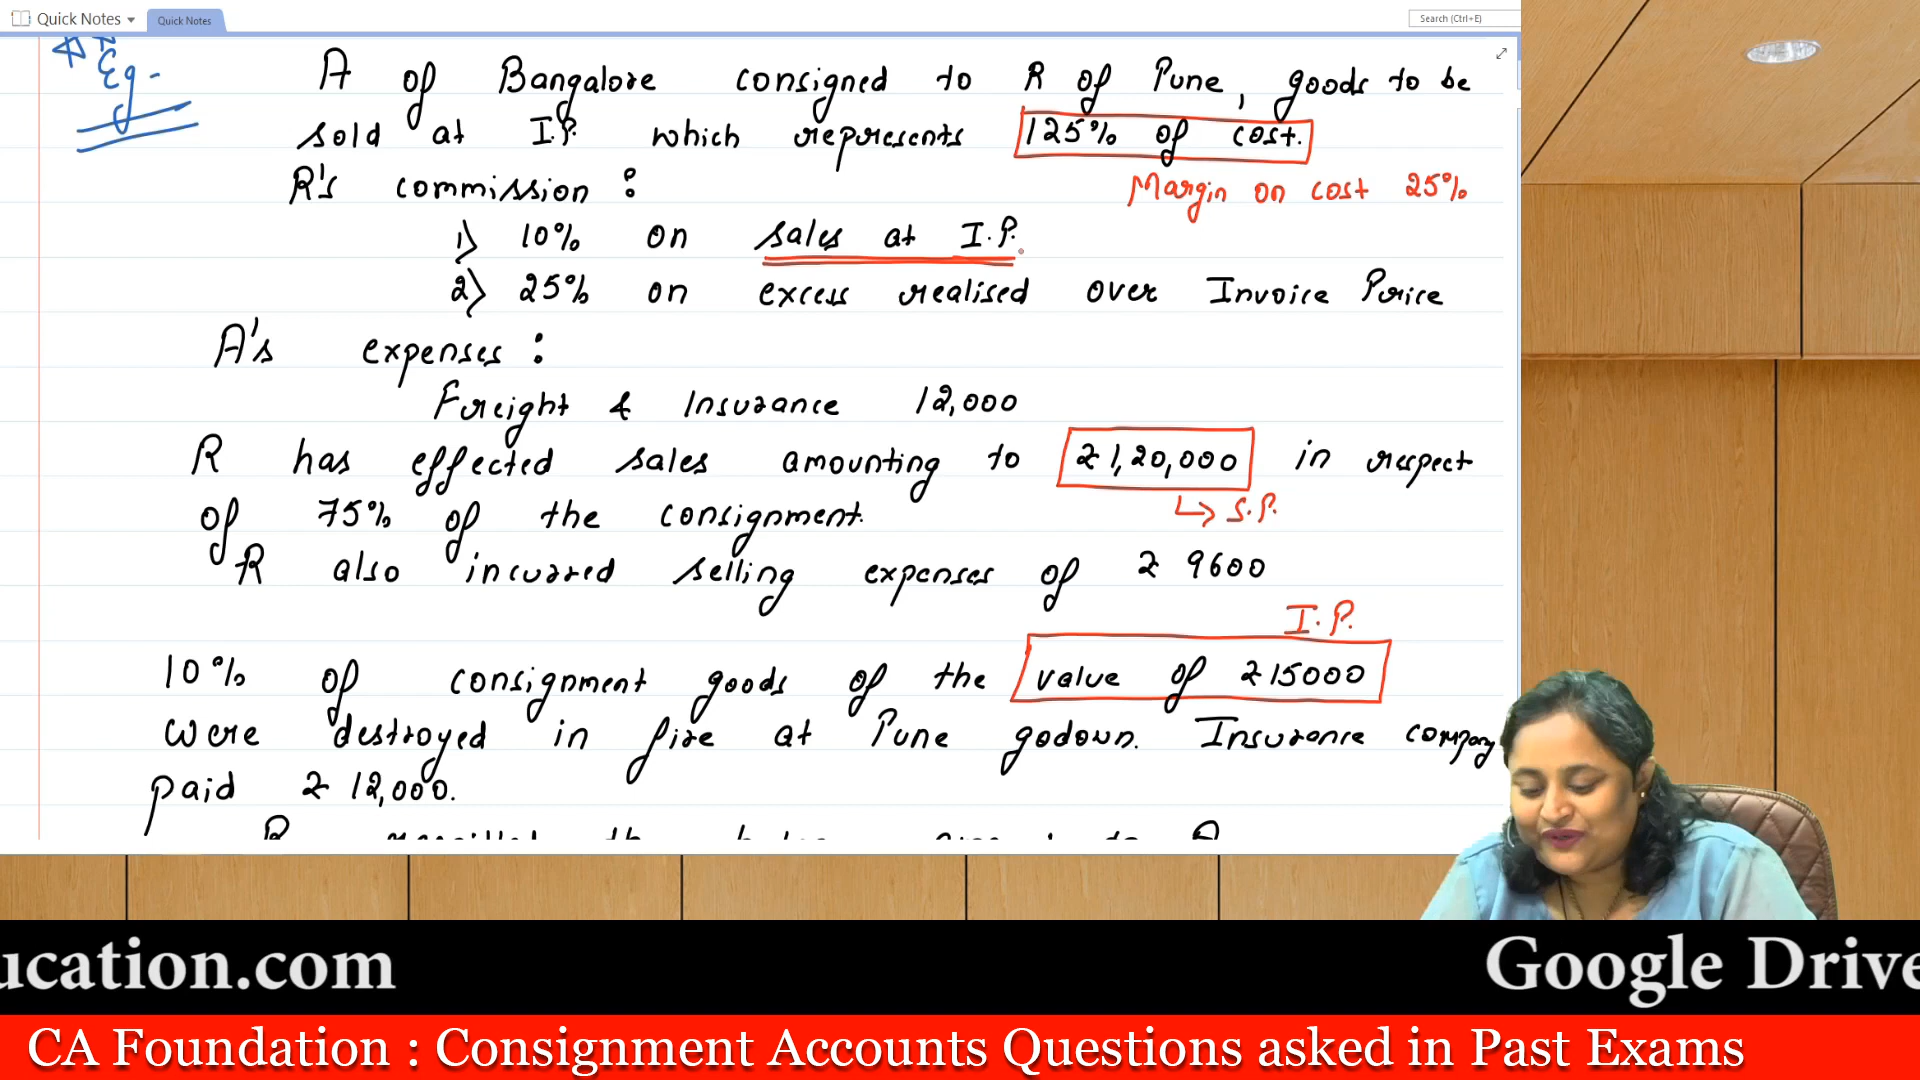 Quick Notes
Quick Notes
Search (Ctrl+E)
Eg -
A of Bangalore consigned to R of Pune, goods to be
sold at I.P. which represents 125% of cost.
R's commission :
Margin on cost 25%
1) 10% on sales at I.P.
2) 25% on excess realised over Invoice Price
A's expenses :
Freight & Insurance 12,000
R has effected sales amounting to ₹ 1,20,000 in respect
↳ S.P.
of 75% of the consignment.
R also incurred selling expenses of ₹ 9600
I.P.
10% of consignment goods of the value of ₹ 15000
were destroyed in fire at Pune godown. Insurance company
paid ₹ 12,000.
ucation.com
Google Drive
CA Foundation : Consignment Accounts Questions asked in Past Exams